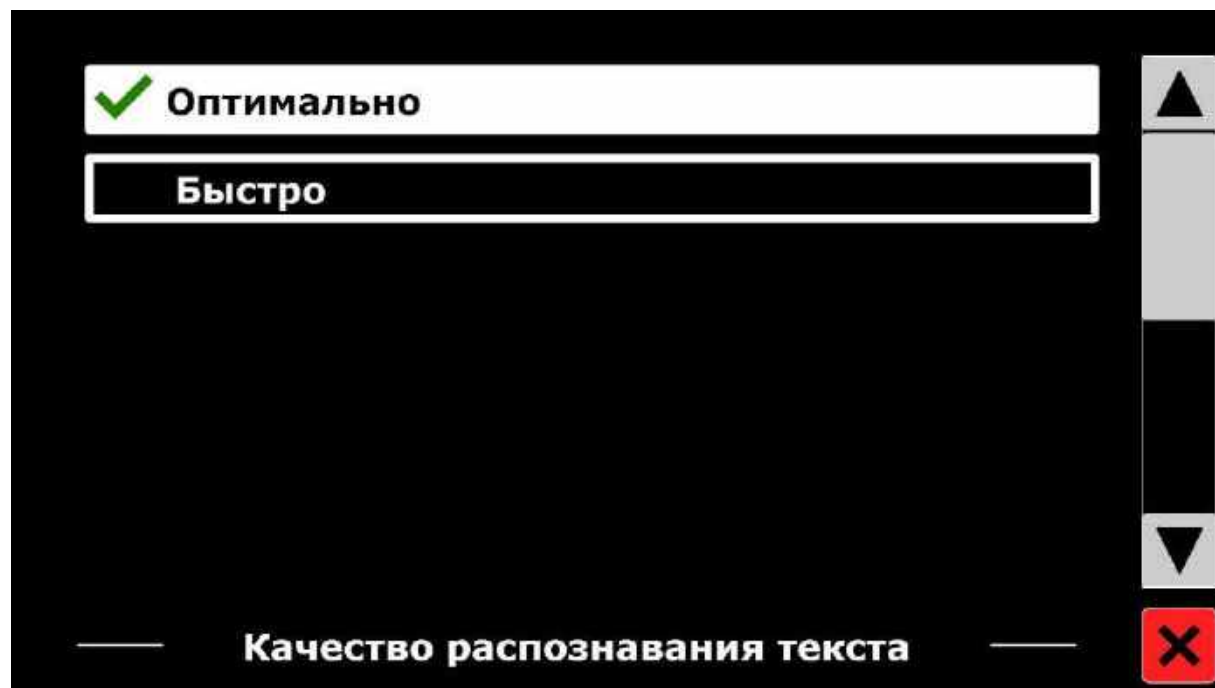 Оптимально
Быстро
Качество распознавания текста